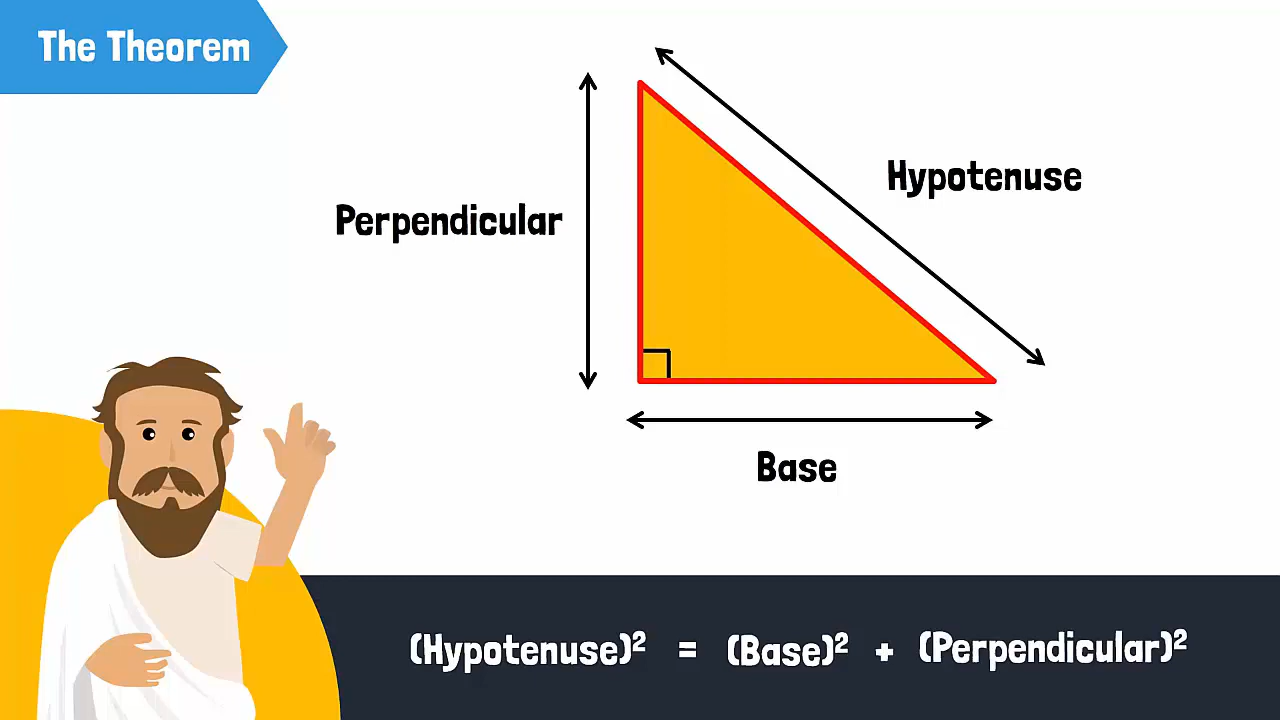 The Theorem
Hypotenuse
Perpendicular
Base
(Hypotenuse)² = (Base)² + (Perpendicular)²